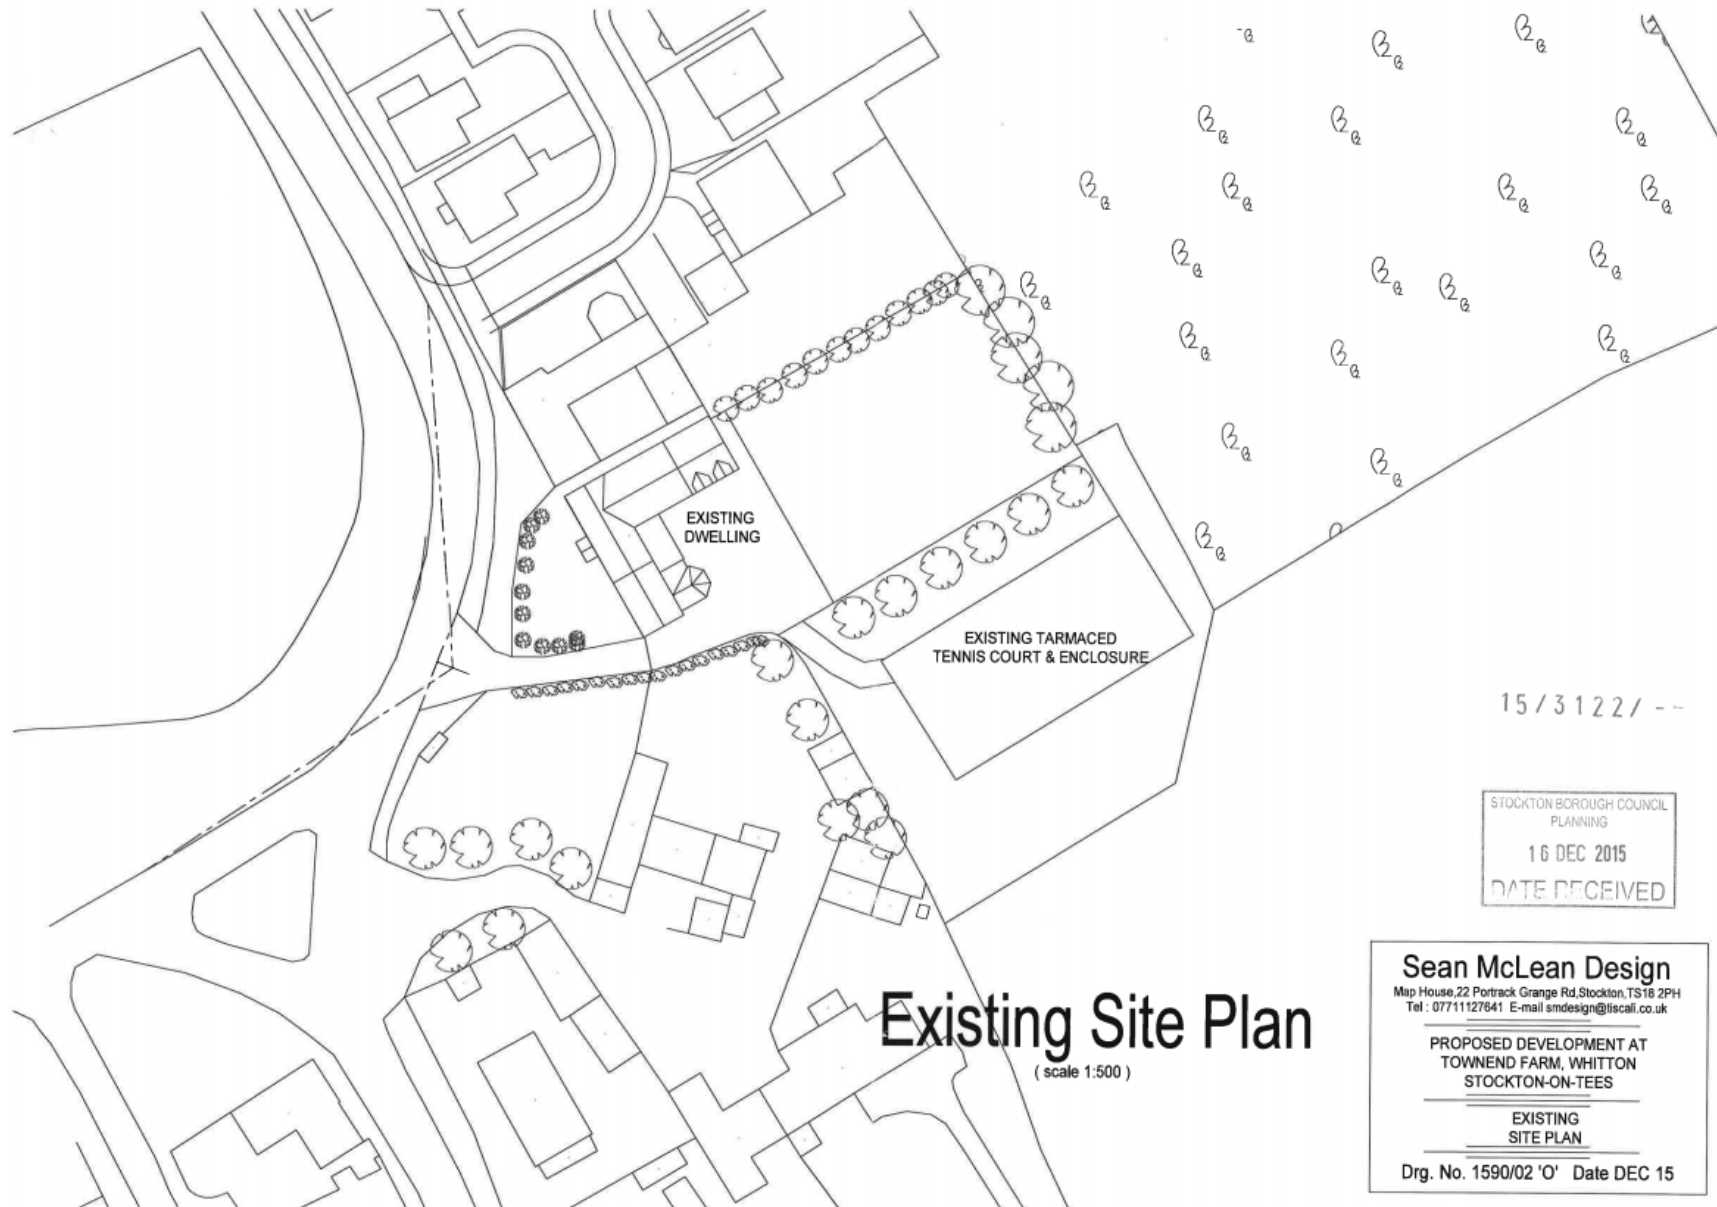 EXISTING
DWELLING
EXISTING TARMACED
TENNIS COURT & ENCLOSURE
15/3122/--
STOCKTON BOROUGH COUNCIL
PLANNING
16 DEC 2015
DATE RECEIVED
Existing Site Plan
( scale 1:500 )
Sean McLean Design
Map House,22 Portrack Grange Rd,Stockton,TS18 2PH
Tel : 07711127641 E-mail smdesign@tiscali.co.uk
PROPOSED DEVELOPMENT AT
TOWNEND FARM, WHITTON
STOCKTON-ON-TEES
EXISTING
SITE PLAN
Drg. No. 1590/02 'O' Date DEC 15